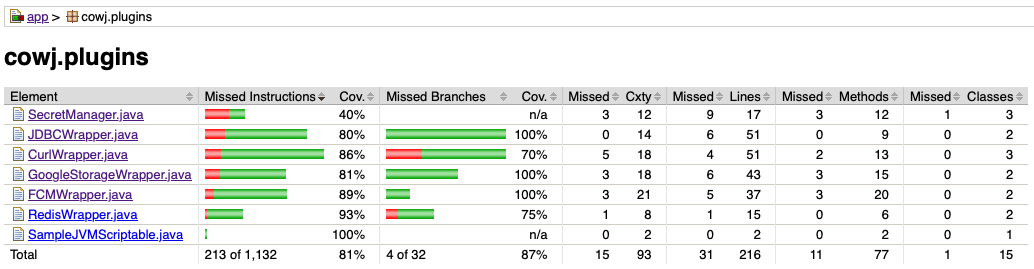 app > cowj.plugins
cowj.plugins
Element Missed Instructions Cov. Missed Branches Cov. Missed Cxty Missed Lines Missed Methods Missed Classes
SecretManager.java 40% n/a 3 12 9 17 3 12 1 3
JDBCWrapper.java 80% 100% 0 14 6 51 0 9 0 2
CurlWrapper.java 86% 70% 5 18 4 51 2 13 0 3
GoogleStorageWrapper.java 81% 100% 3 18 6 43 3 15 0 2
FCMWrapper.java 89% 100% 3 21 5 37 3 20 0 2
RedisWrapper.java 93% 75% 1 8 1 15 0 6 0 2
SampleJVMScriptable.java 100% n/a 0 2 0 2 0 2 0 1
Total 213 of 1,132 81% 4 of 32 87% 15 93 31 216 11 77 1 15